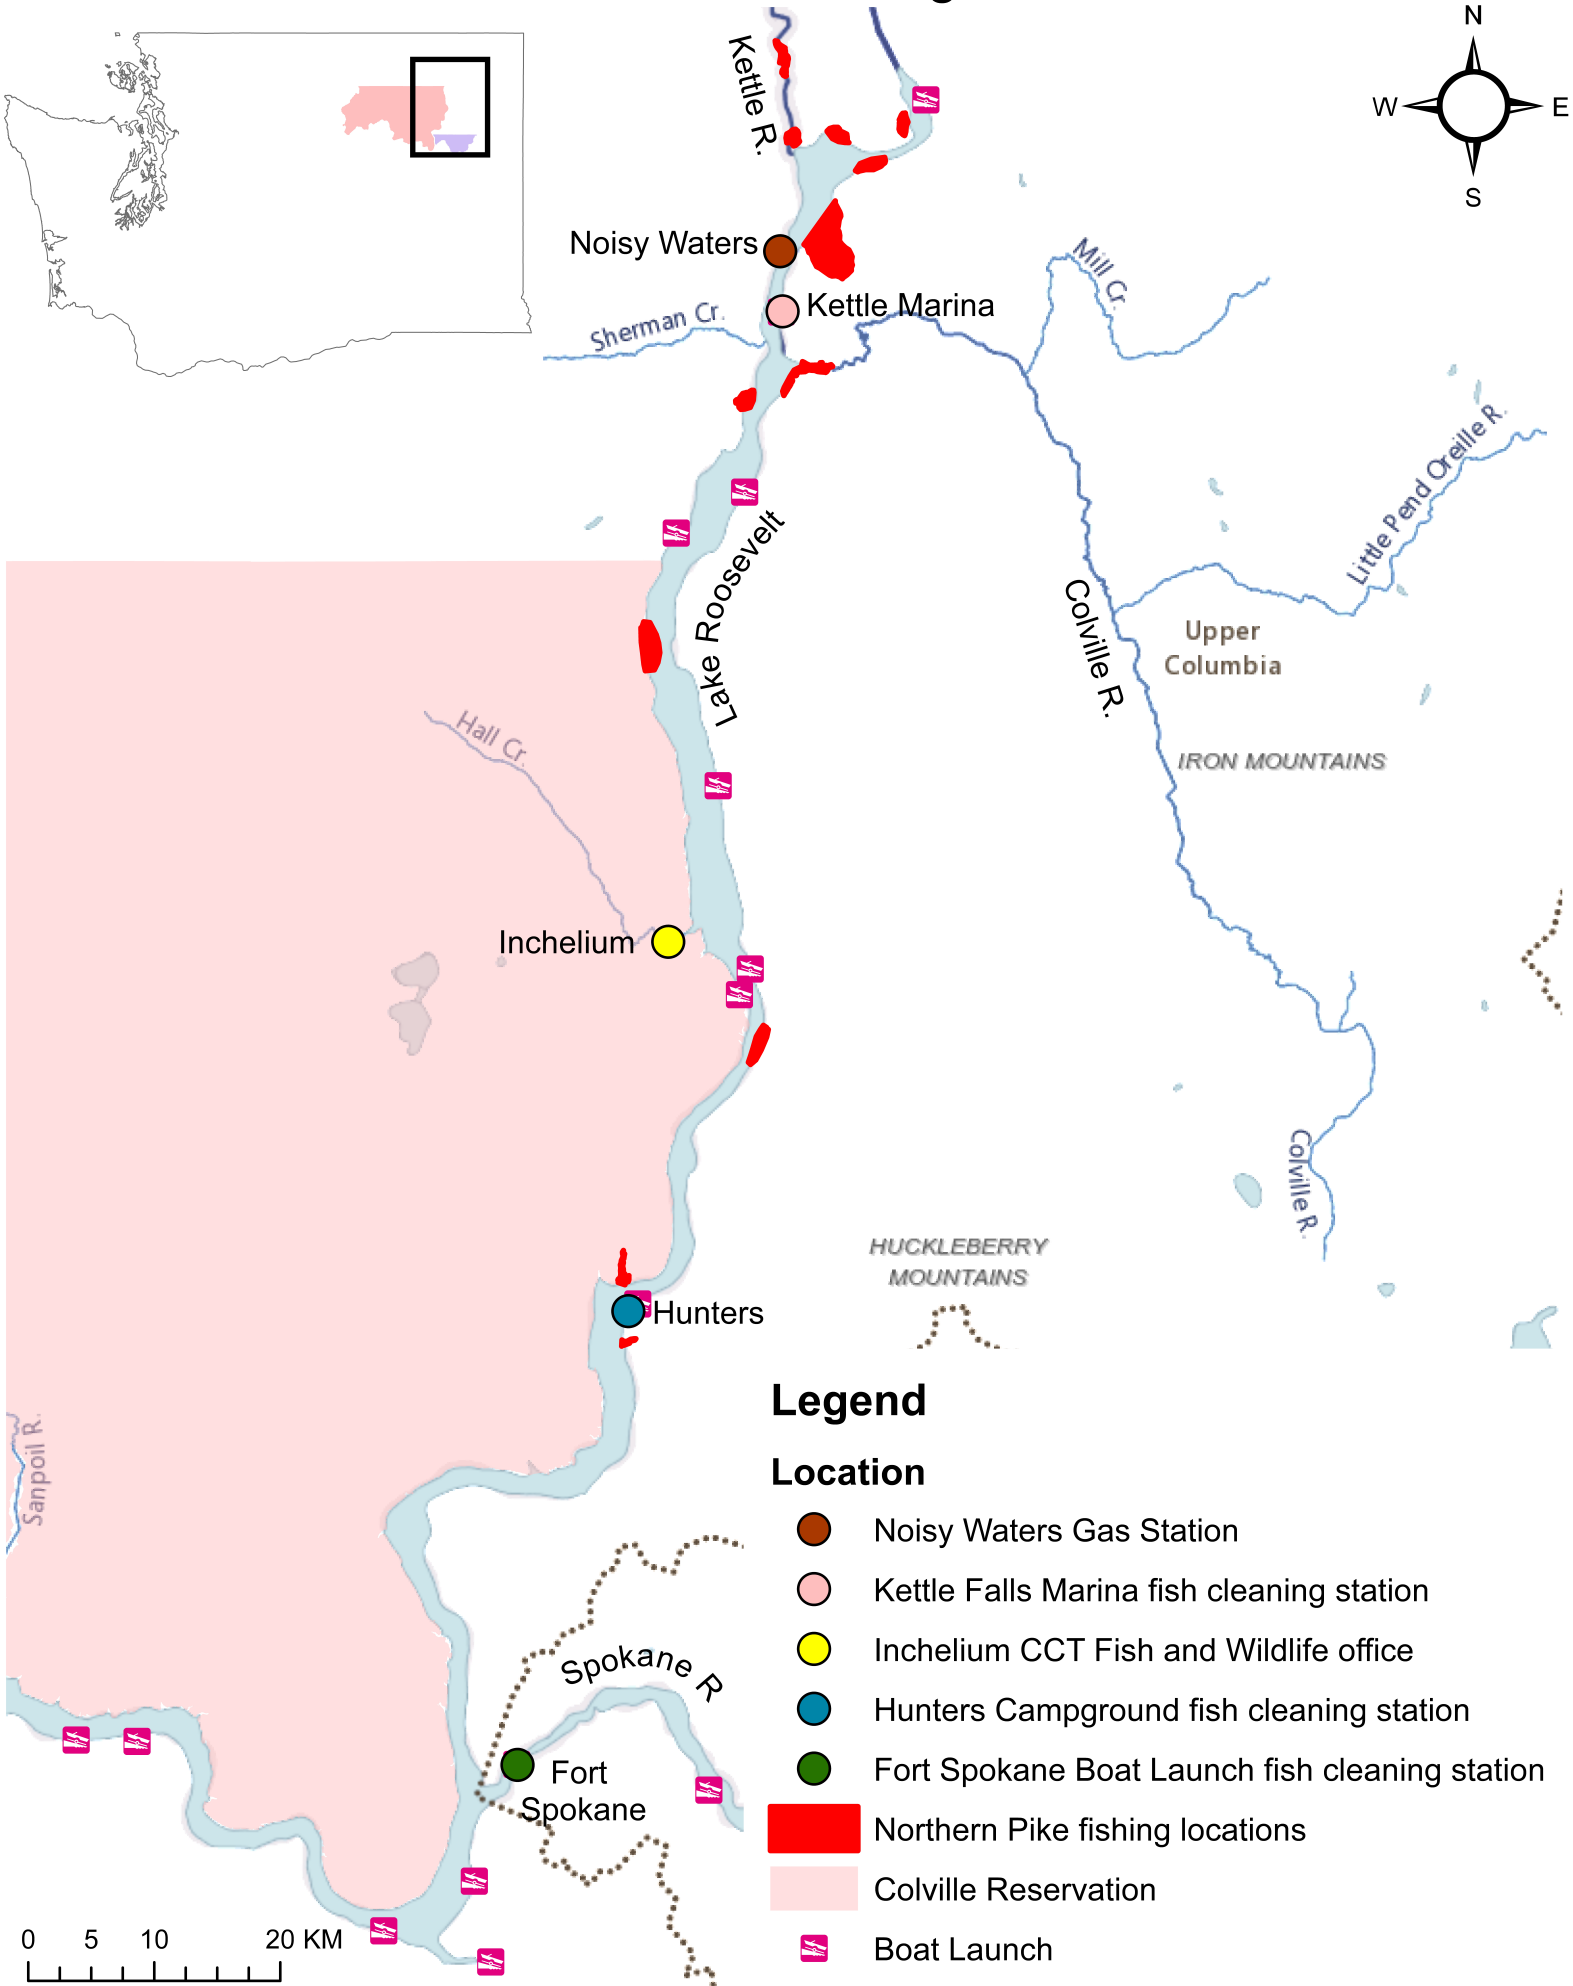 N
W
E
S
Kettle R.
Noisy Waters
Kettle Marina
Sherman Cr.
Mill Cr.
Little Pend Oreille R.
Lake Roosevelt
Colville R.
Upper
Columbia
IRON MOUNTAINS
Hall Cr.
Inchelium
Colville R.
HUCKLEBERRY
MOUNTAINS
Hunters
Sanpoil R.
Spokane R
Fort
Spokane
Legend
Location
Noisy Waters Gas Station
Kettle Falls Marina fish cleaning station
Inchelium CCT Fish and Wildlife office
Hunters Campground fish cleaning station
Fort Spokane Boat Launch fish cleaning station
Northern Pike fishing locations
Colville Reservation
Boat Launch
0 5 10 20 KM